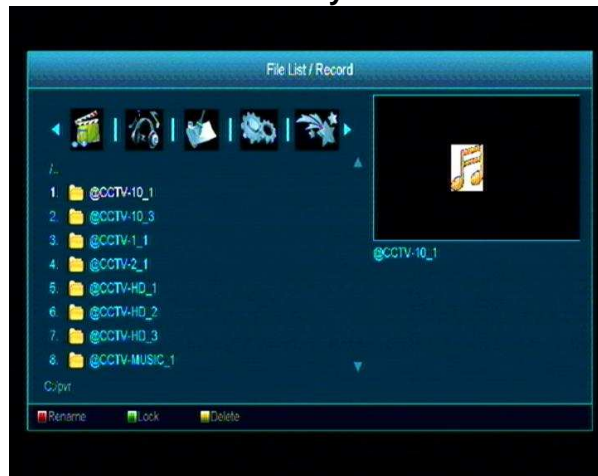 File List / Record
/..
1. @CCTV-10_1
2. @CCTV-10_3
3. @CCTV-1_1
4. @CCTV-2_1
5. @CCTV-HD_1
6. @CCTV-HD_2
7. @CCTV-HD_3
8. @CCTV-MUSIC_1
@CCTV-10_1
C:/pvr
Rename Lock Delete